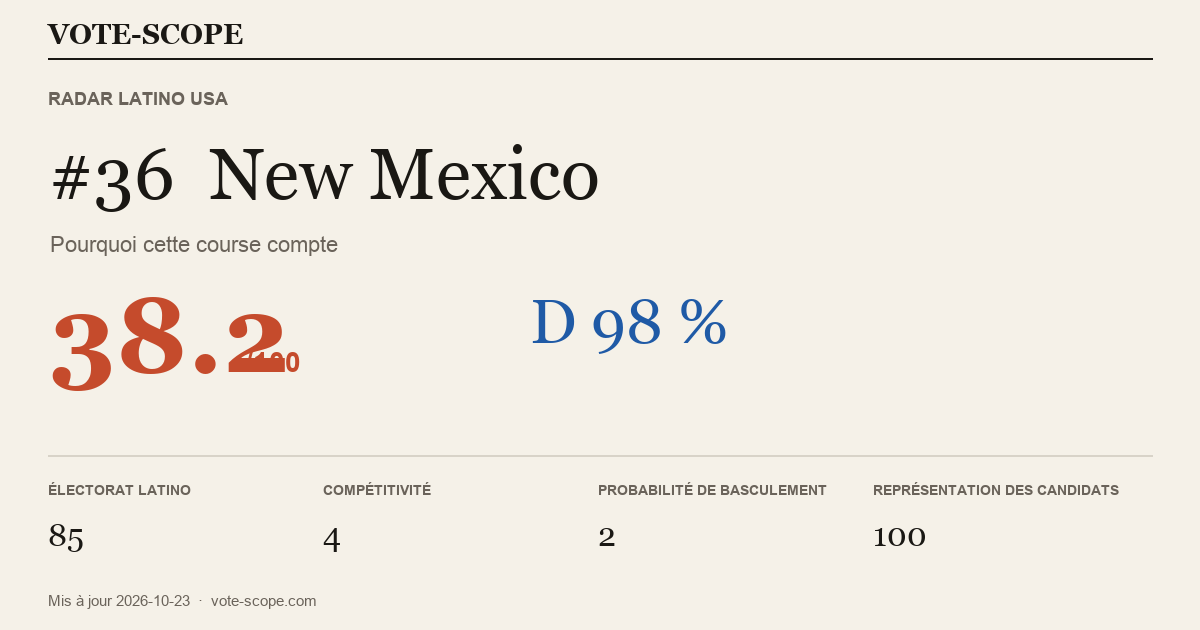 VOTE-SCOPE
RADAR LATINO USA
#36 New Mexico
Pourquoi cette course compte
38.2 /100
D 98 %
ÉLECTORAT LATINO
COMPÉTITIVITÉ
PROBABILITÉ DE BASCULEMENT
REPRÉSENTATION DES CANDIDATS
85
4
2
100
Mis à jour 2026-10-23 · vote-scope.com